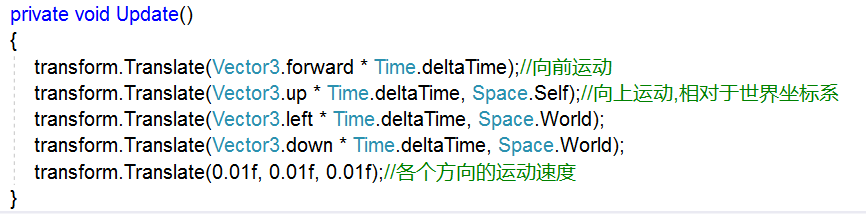 private void Update()
{
transform.Translate(Vector3.forward * Time.deltaTime);//向前运动
transform.Translate(Vector3.up * Time.deltaTime, Space.Self);//向上运动,相对于世界坐标系
transform.Translate(Vector3.left * Time.deltaTime, Space.World);
transform.Translate(Vector3.down * Time.deltaTime, Space.World);
transform.Translate(0.01f, 0.01f, 0.01f);//各个方向的运动速度
}